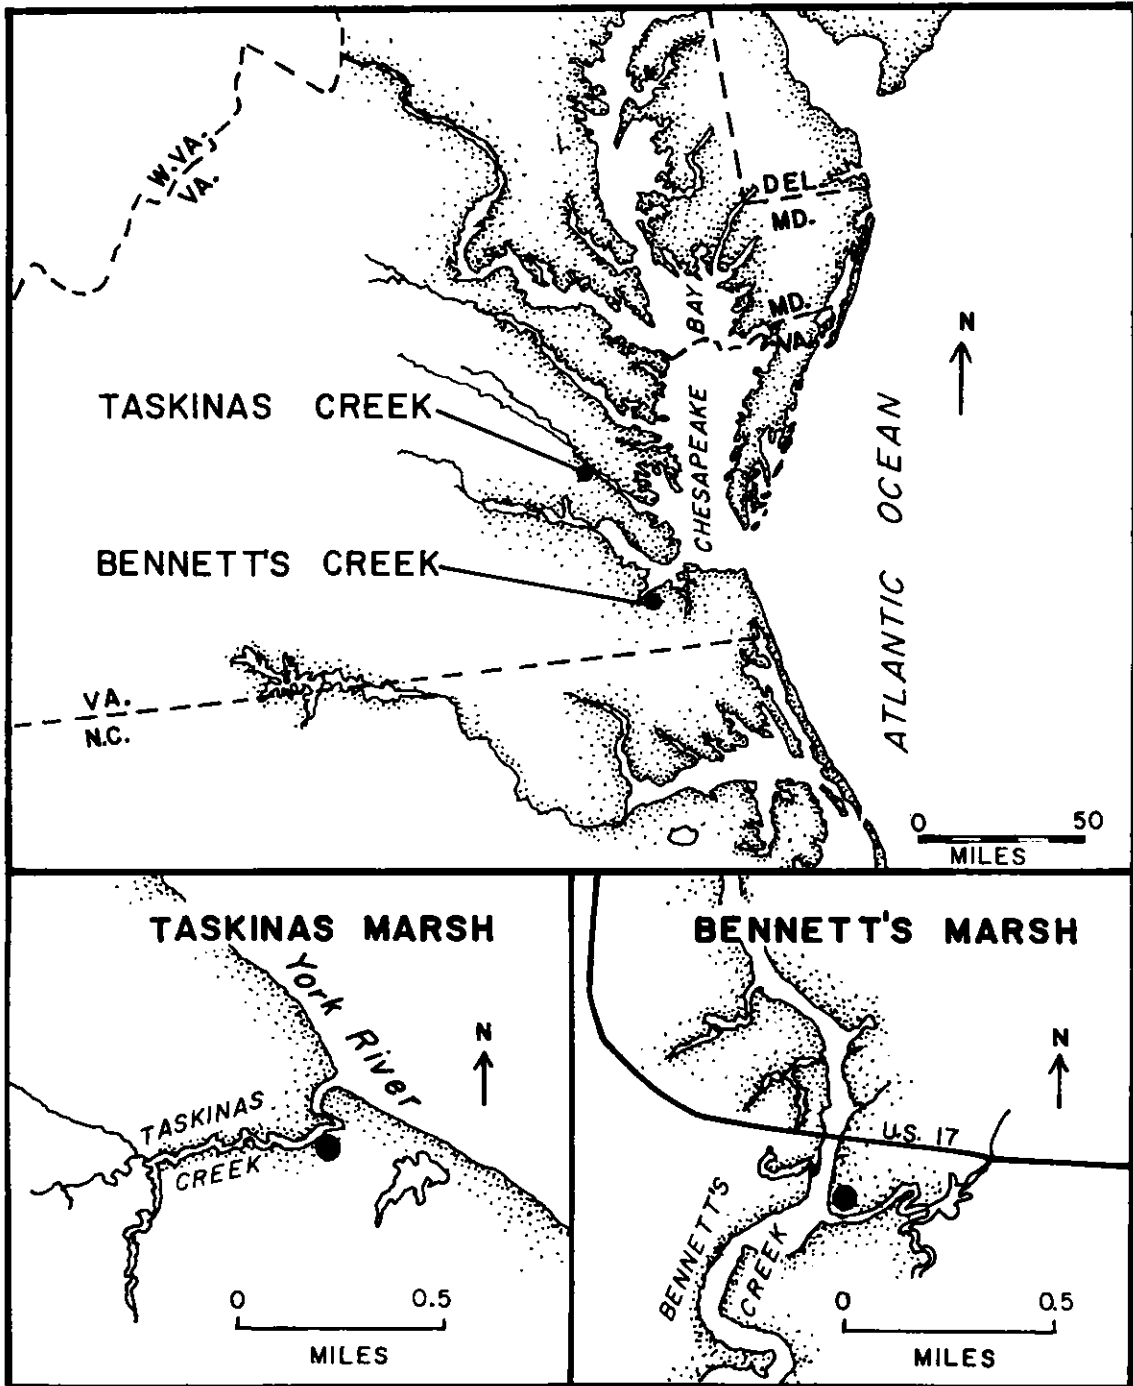 W. VA.
VA.
DEL.
MD.
MD.
VA.
N
TASKINAS CREEK
CHESAPEAKE BAY
BENNETT'S CREEK
ATLANTIC OCEAN
VA.
N.C.
0 50
MILES
TASKINAS MARSH
York River
N
TASKINAS
CREEK
0 0.5
MILES
BENNETT'S MARSH
N
U.S. 17
BENNETT'S
CREEK
0 0.5
MILES